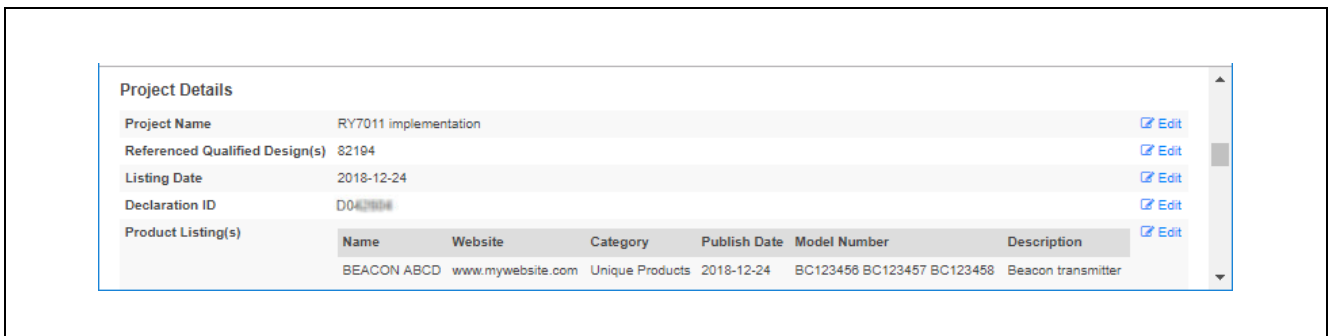 Project Details
Project Name RY7011 implementation Edit
Referenced Qualified Design(s) 82194 Edit
Listing Date 2018-12-24 Edit
Declaration ID Edit
Product Listing(s) Edit
Name Website Category Publish Date Model Number Description
BEACON ABCD www.mywebsite.com Unique Products 2018-12-24 BC123456 BC123457 BC123458 Beacon transmitter